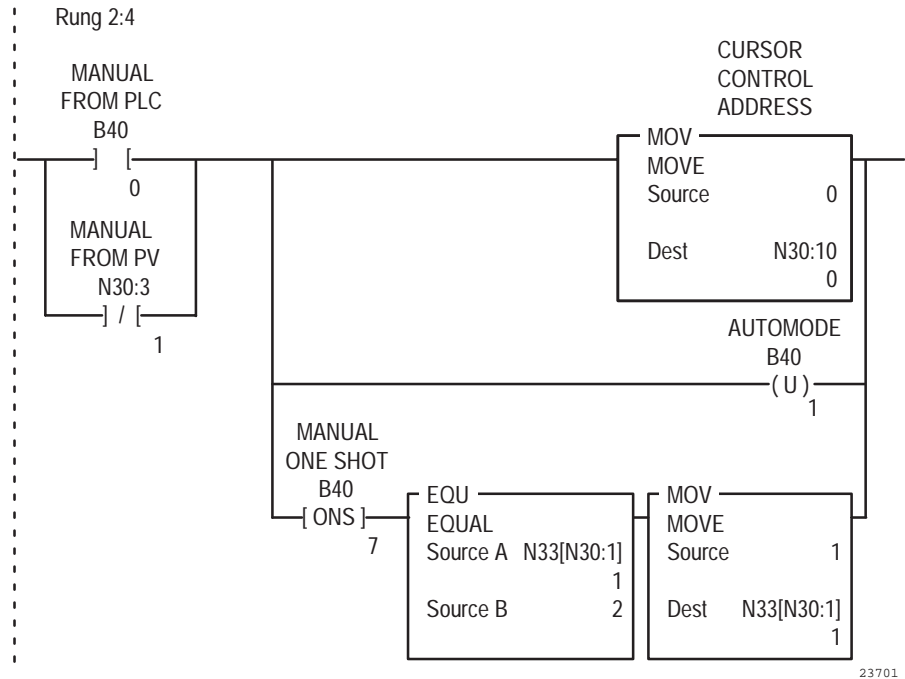 Rung 2:4
CURSOR
CONTROL
ADDRESS
MANUAL
FROM PLC
B40
] [
0
MOV
MOVE
Source 0
Dest N30:10
0
MANUAL
FROM PV
N30:3
] / [
1
AUTOMODE
B40
( U )
1
MANUAL
ONE SHOT
B40
[ ONS ]
7
EQU
EQUAL
Source A N33[N30:1]
1
Source B 2
MOV
MOVE
Source 1
Dest N33[N30:1]
1
23701